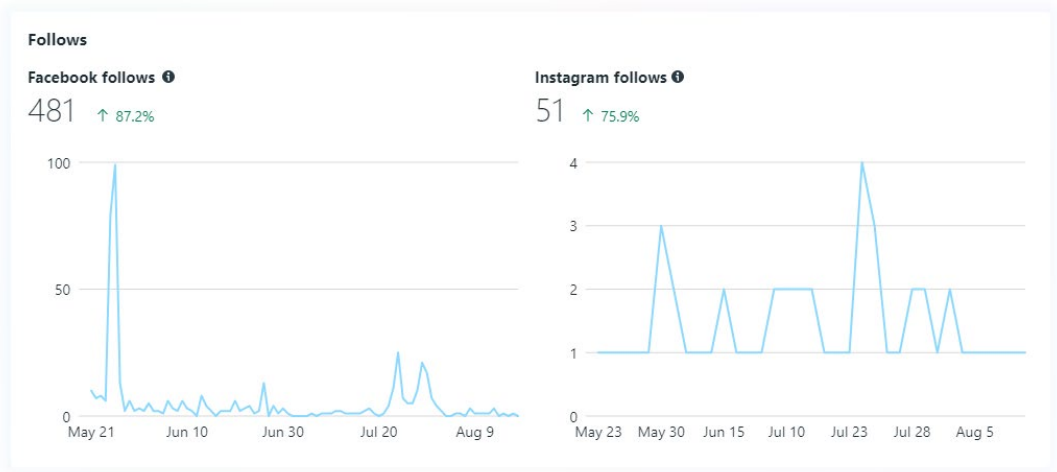 Follows
Facebook follows
481 ↑ 87.2%
100
50
0
May 21 Jun 10 Jun 30 Jul 20 Aug 9
Instagram follows
51 ↑ 75.9%
4
3
2
1
0
May 23 May 30 Jun 15 Jul 10 Jul 23 Jul 28 Aug 5